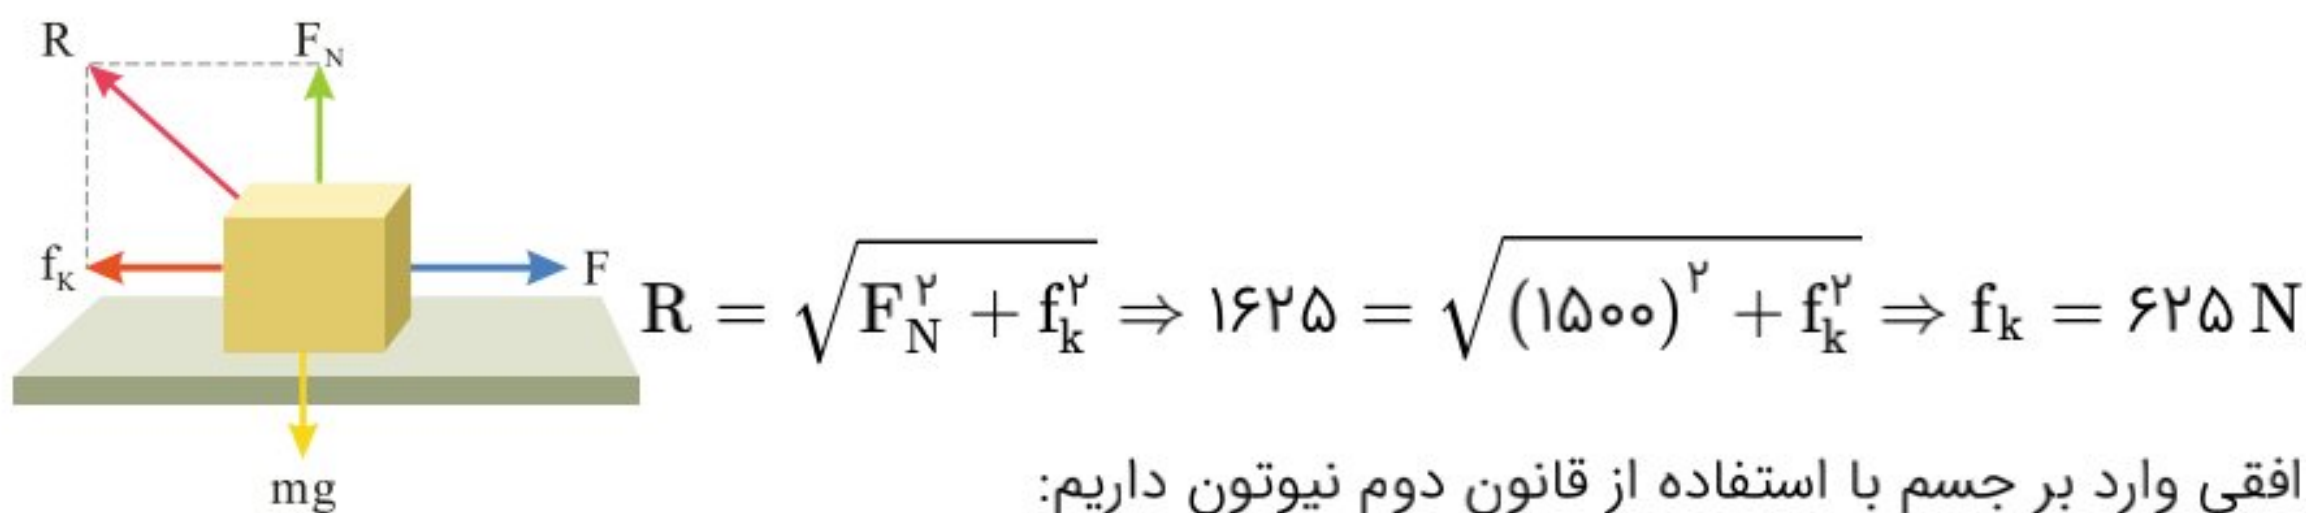 R
F_N
f_K
F
mg
R = √(F_N^۲ + f_k^۲) ⇒ ۱۶۲۵ = √((۱۵۰۰)^۲ + f_k^۲) ⇒ f_k = ۶۲۵ N
افقی وارد بر جسم با استفاده از قانون دوم نیوتون داریم: